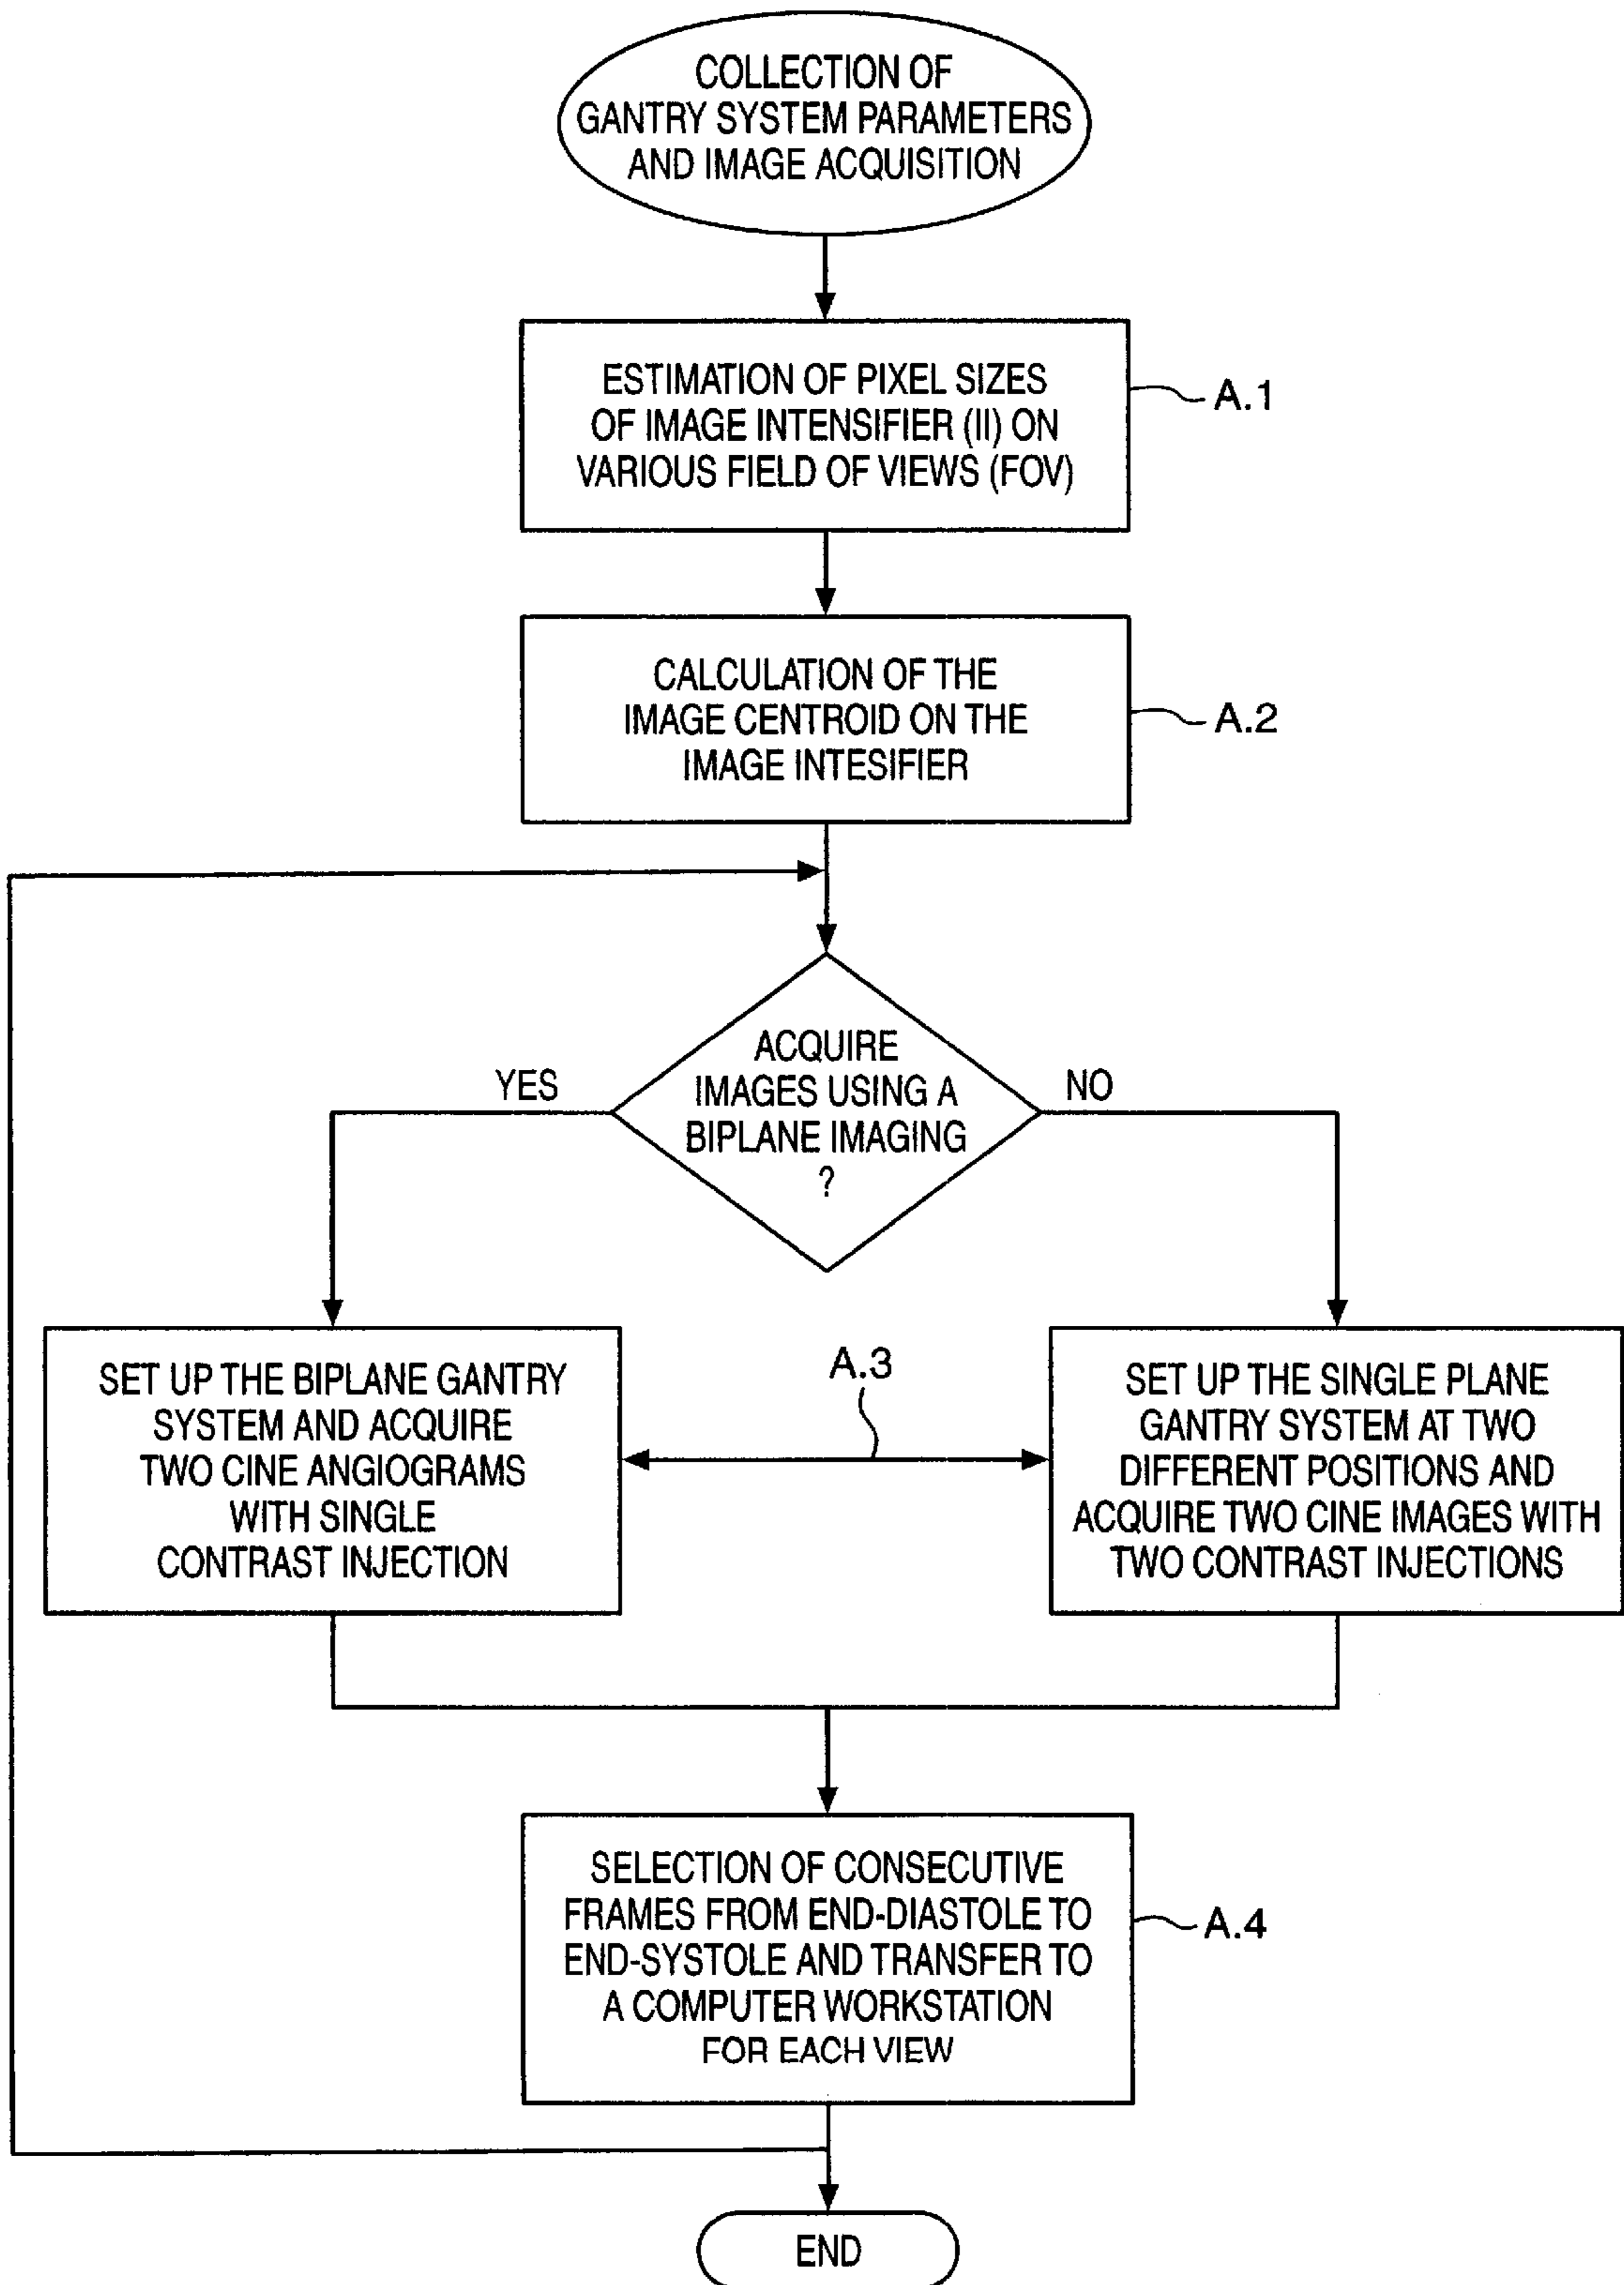 COLLECTION OF
GANTRY SYSTEM PARAMETERS
AND IMAGE ACQUISITION
ESTIMATION OF PIXEL SIZES
OF IMAGE INTENSIFIER (II) ON
VARIOUS FIELD OF VIEWS (FOV)
A.1
CALCULATION OF THE
IMAGE CENTROID ON THE
IMAGE INTESIFIER
A.2
ACQUIRE
IMAGES USING A
BIPLANE IMAGING
?
YES
NO
SET UP THE BIPLANE GANTRY
SYSTEM AND ACQUIRE
TWO CINE ANGIOGRAMS
WITH SINGLE
CONTRAST INJECTION
A.3
SET UP THE SINGLE PLANE
GANTRY SYSTEM AT TWO
DIFFERENT POSITIONS AND
ACQUIRE TWO CINE IMAGES WITH
TWO CONTRAST INJECTIONS
SELECTION OF CONSECUTIVE
FRAMES FROM END-DIASTOLE TO
END-SYSTOLE AND TRANSFER TO
A COMPUTER WORKSTATION
FOR EACH VIEW
A.4
END